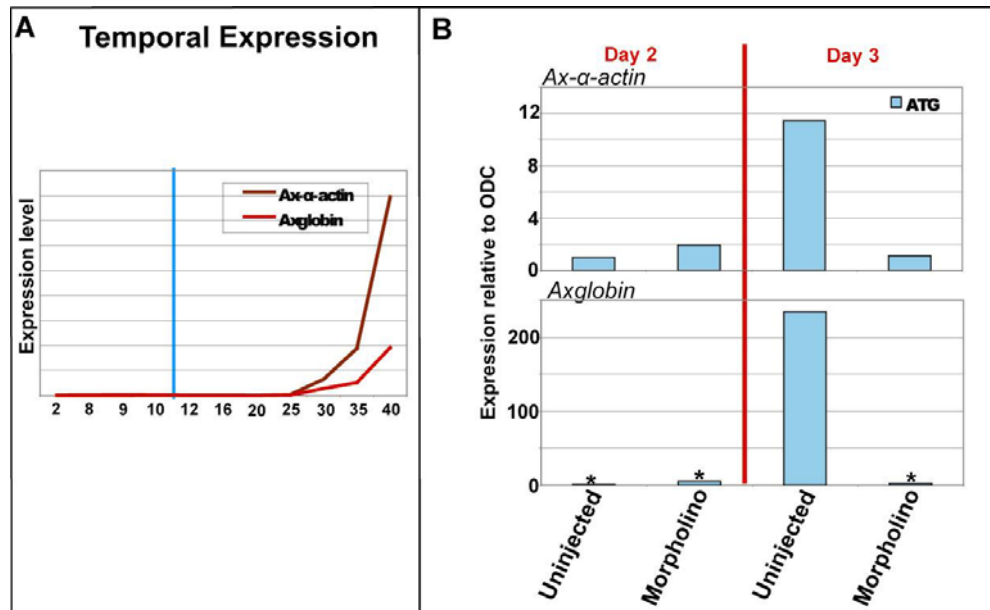 A
Temporal Expression
Expression level
Ax-α-actin
Axglobin
2 8 9 10 12 16 20 25 30 35 40
B
Day 2 Day 3
Ax-α-actin
ATG
12
8
4
0
Expression relative to ODC
Axglobin
200
100
0
* * *
Uninjected
Morpholino
Uninjected
Morpholino